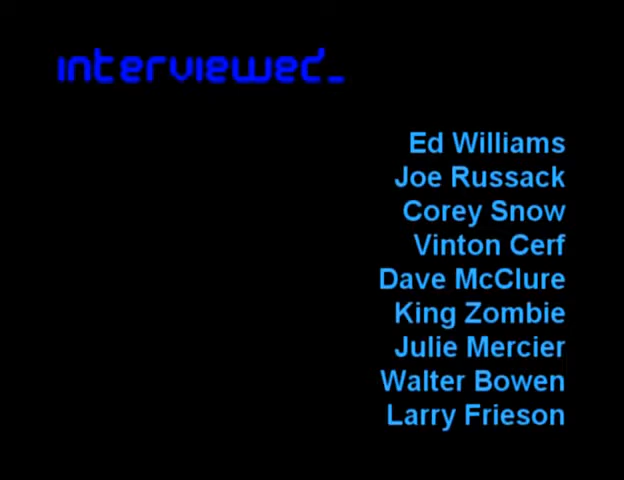 interviewed_
Ed Williams
Joe Russack
Corey Snow
Vinton Cerf
Dave McClure
King Zombie
Julie Mercier
Walter Bowen
Larry Frieson